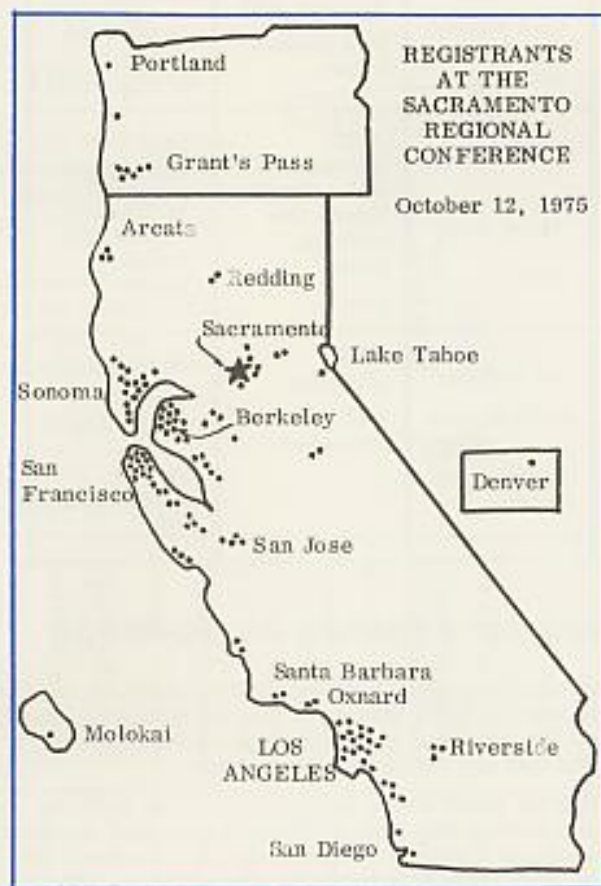 REGISTRANTS
AT THE
SACRAMENTO
REGIONAL
CONFERENCE
October 12, 1975
Portland
Grant's Pass
Arcata
Redding
Sacramento
Lake Tahoe
Sonoma
Berkeley
San
Francisco
Denver
San Jose
Santa Barbara
Oxnard
Molokai
LOS
ANGELES
Riverside
San Diego